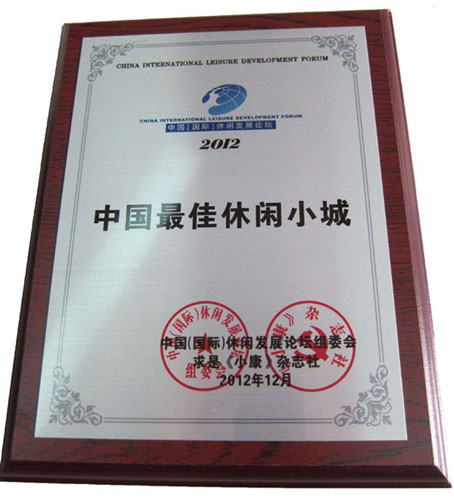 CHINA INTERNATIONAL LEISURE DEVELOPMENT FORUM
CHINA INTERNATIONAL LEISURE DEVELOPMENT FORUM
中国(国际)休闲发展论坛
2012
中国最佳休闲小城
中国(国际)休闲发展论坛组委会
求是《小康》杂志社
2012年12月